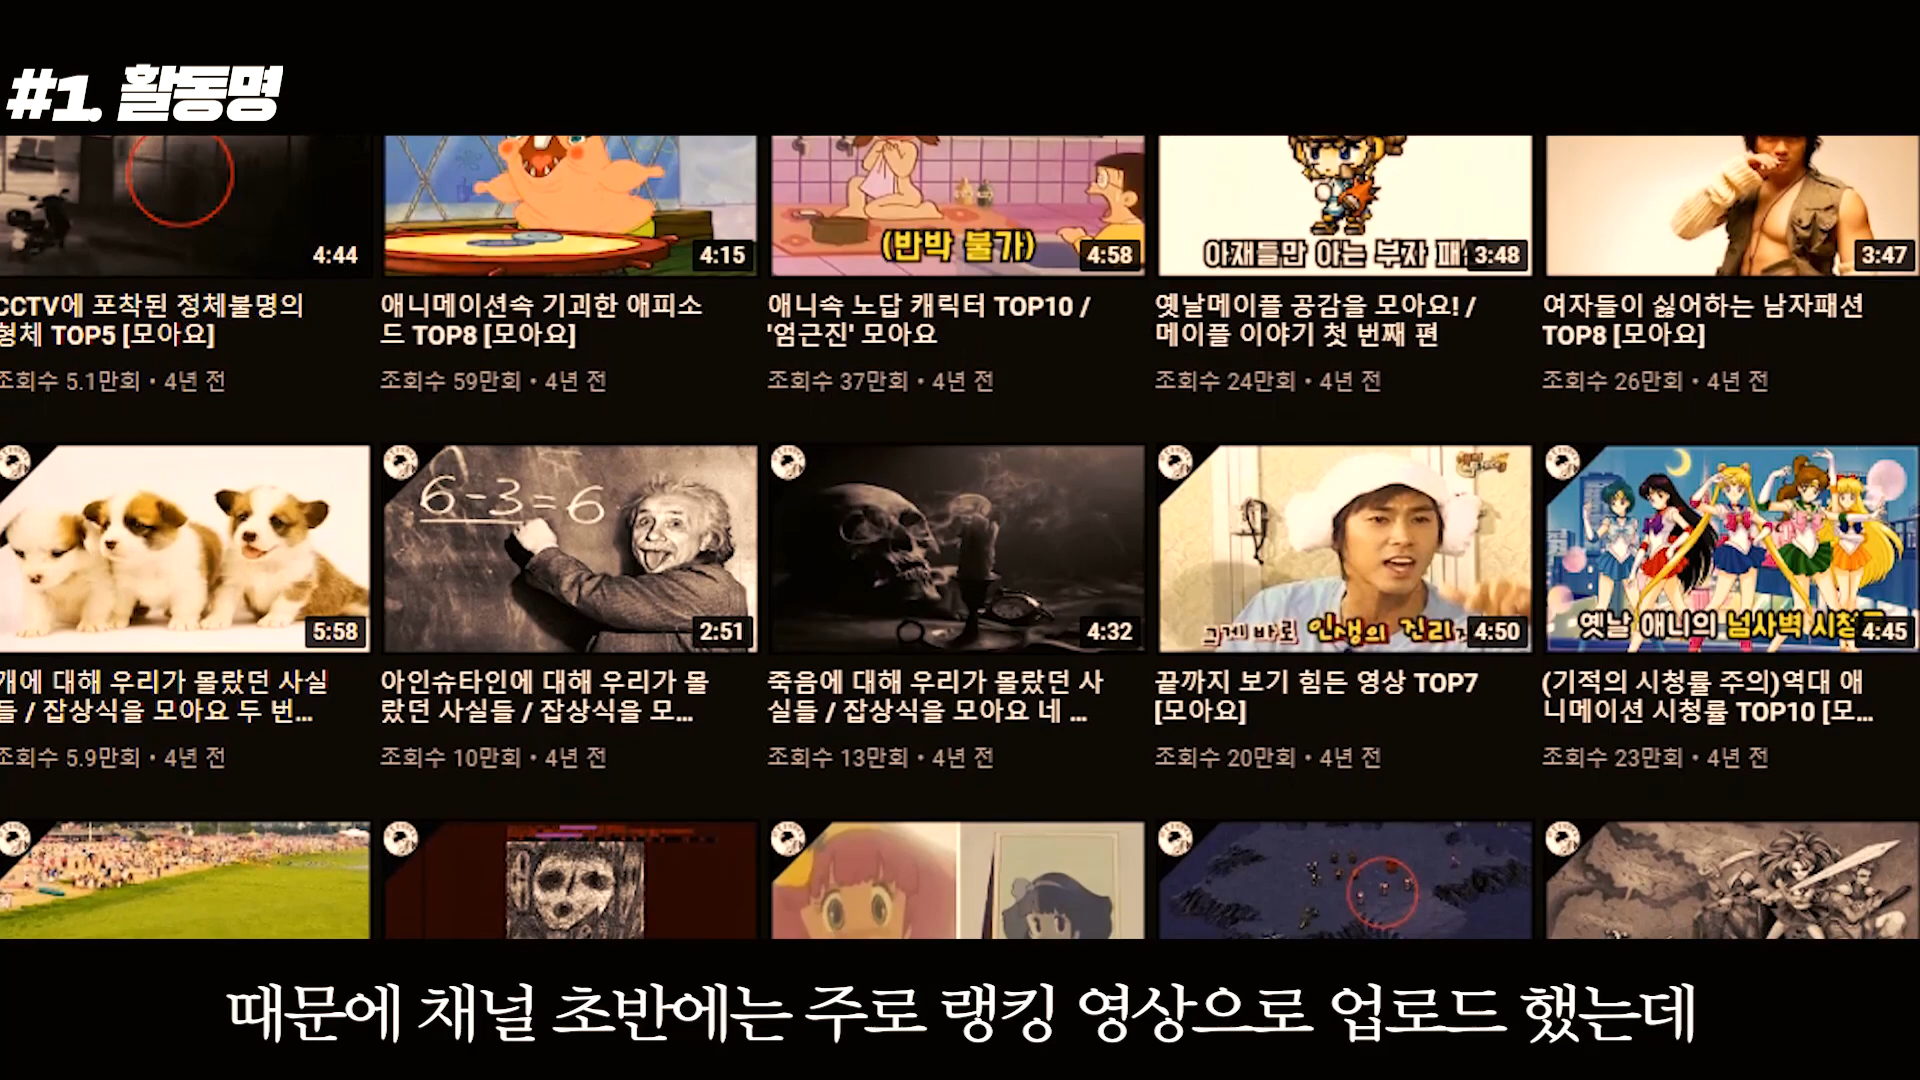 #1. 활동명
4:44
4:15
(반박 불가)
4:58
아재들만 아는 부자 패
3:48
3:47
CCTV에 포착된 정체불명의
형체 TOP5 [모아요]
조회수 5.1만회・4년 전
애니메이션속 기괴한 애피소
드 TOP8 [모아요]
조회수 59만회・4년 전
애니속 노답 캐릭터 TOP10 /
'엄근진' 모아요
조회수 37만회・4년 전
옛날메이플 공감을 모아요! /
메이플 이야기 첫 번째 편
조회수 24만회・4년 전
여자들이 싫어하는 남자패션
TOP8 [모아요]
조회수 26만회・4년 전
5:58
6-3=6
2:51
4:32
그게 바로 인생의 진리
4:50
옛날 애니의 넘사벽 시청
4:45
개에 대해 우리가 몰랐던 사실
들 / 잡상식을 모아요 두 번...
조회수 5.9만회・4년 전
아인슈타인에 대해 우리가 몰
랐던 사실들 / 잡상식을 모...
조회수 10만회・4년 전
죽음에 대해 우리가 몰랐던 사
실들 / 잡상식을 모아요 네 ...
조회수 13만회・4년 전
끝까지 보기 힘든 영상 TOP7
[모아요]
조회수 20만회・4년 전
(기적의 시청률 주의)역대 애
니메이션 시청률 TOP10 [모...
조회수 23만회・4년 전
때문에 채널 초반에는 주로 랭킹 영상으로 업로드 했는데